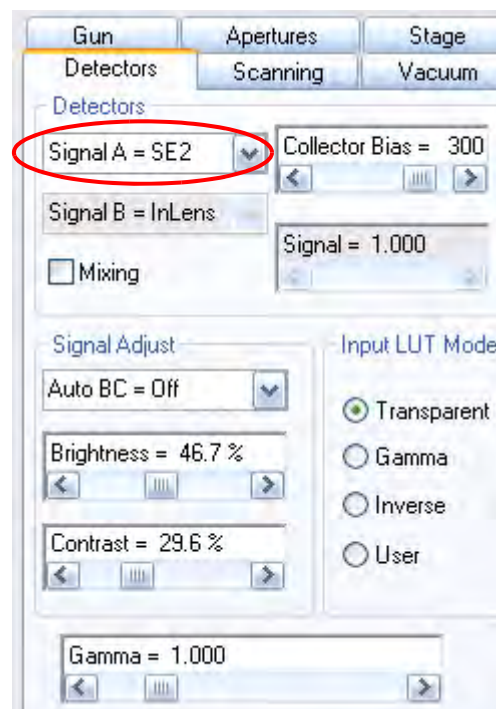 Gun Apertures Stage
Detectors Scanning Vacuum
Detectors
Signal A = SE2
Collector Bias = 300
Signal B = InLens
Signal = 1.000
Mixing
Signal Adjust
Auto BC = Off
Brightness = 46.7 %
Contrast = 29.6 %
Input LUT Mode
Transparent
Gamma
Inverse
User
Gamma = 1.000